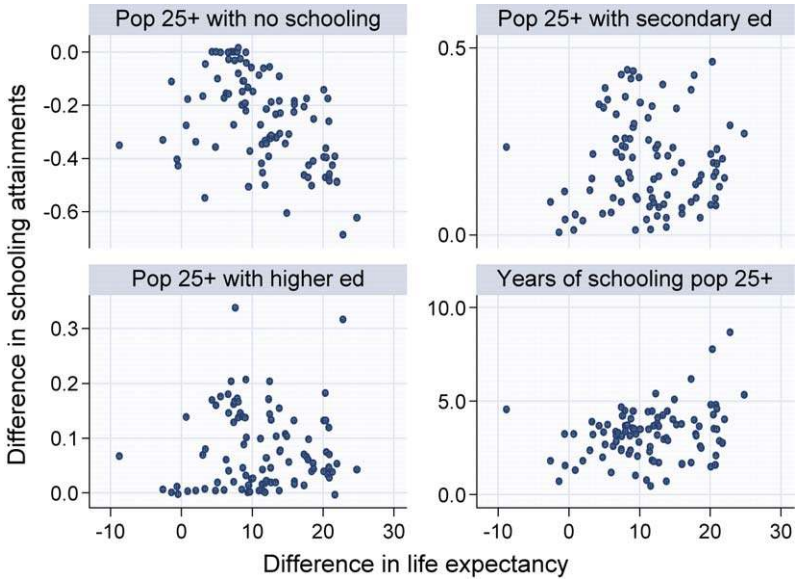 Pop 25+ with no schooling
Pop 25+ with secondary ed
0.0
-0.2
-0.4
-0.6
0.5
0.0
Pop 25+ with higher ed
Years of schooling pop 25+
0.3
0.2
0.1
0.0
10.0
5.0
0.0
-10 0 10 20 30
-10 0 10 20 30
Difference in schooling attainments
Difference in life expectancy